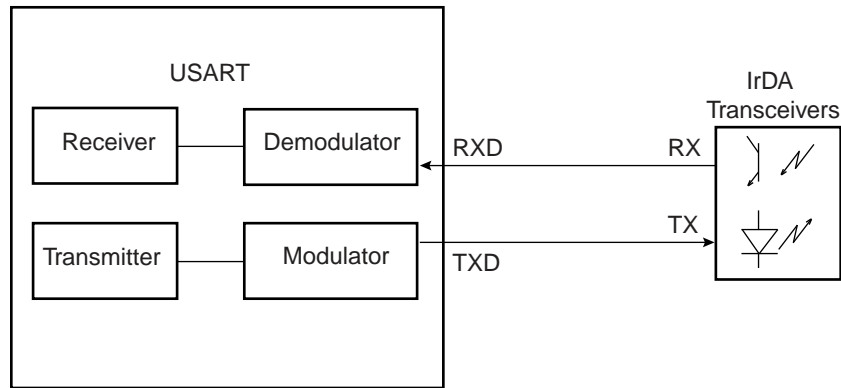 USART
IrDA
Transceivers
Receiver
Demodulator
RXD
RX
Transmitter
Modulator
TXD
TX